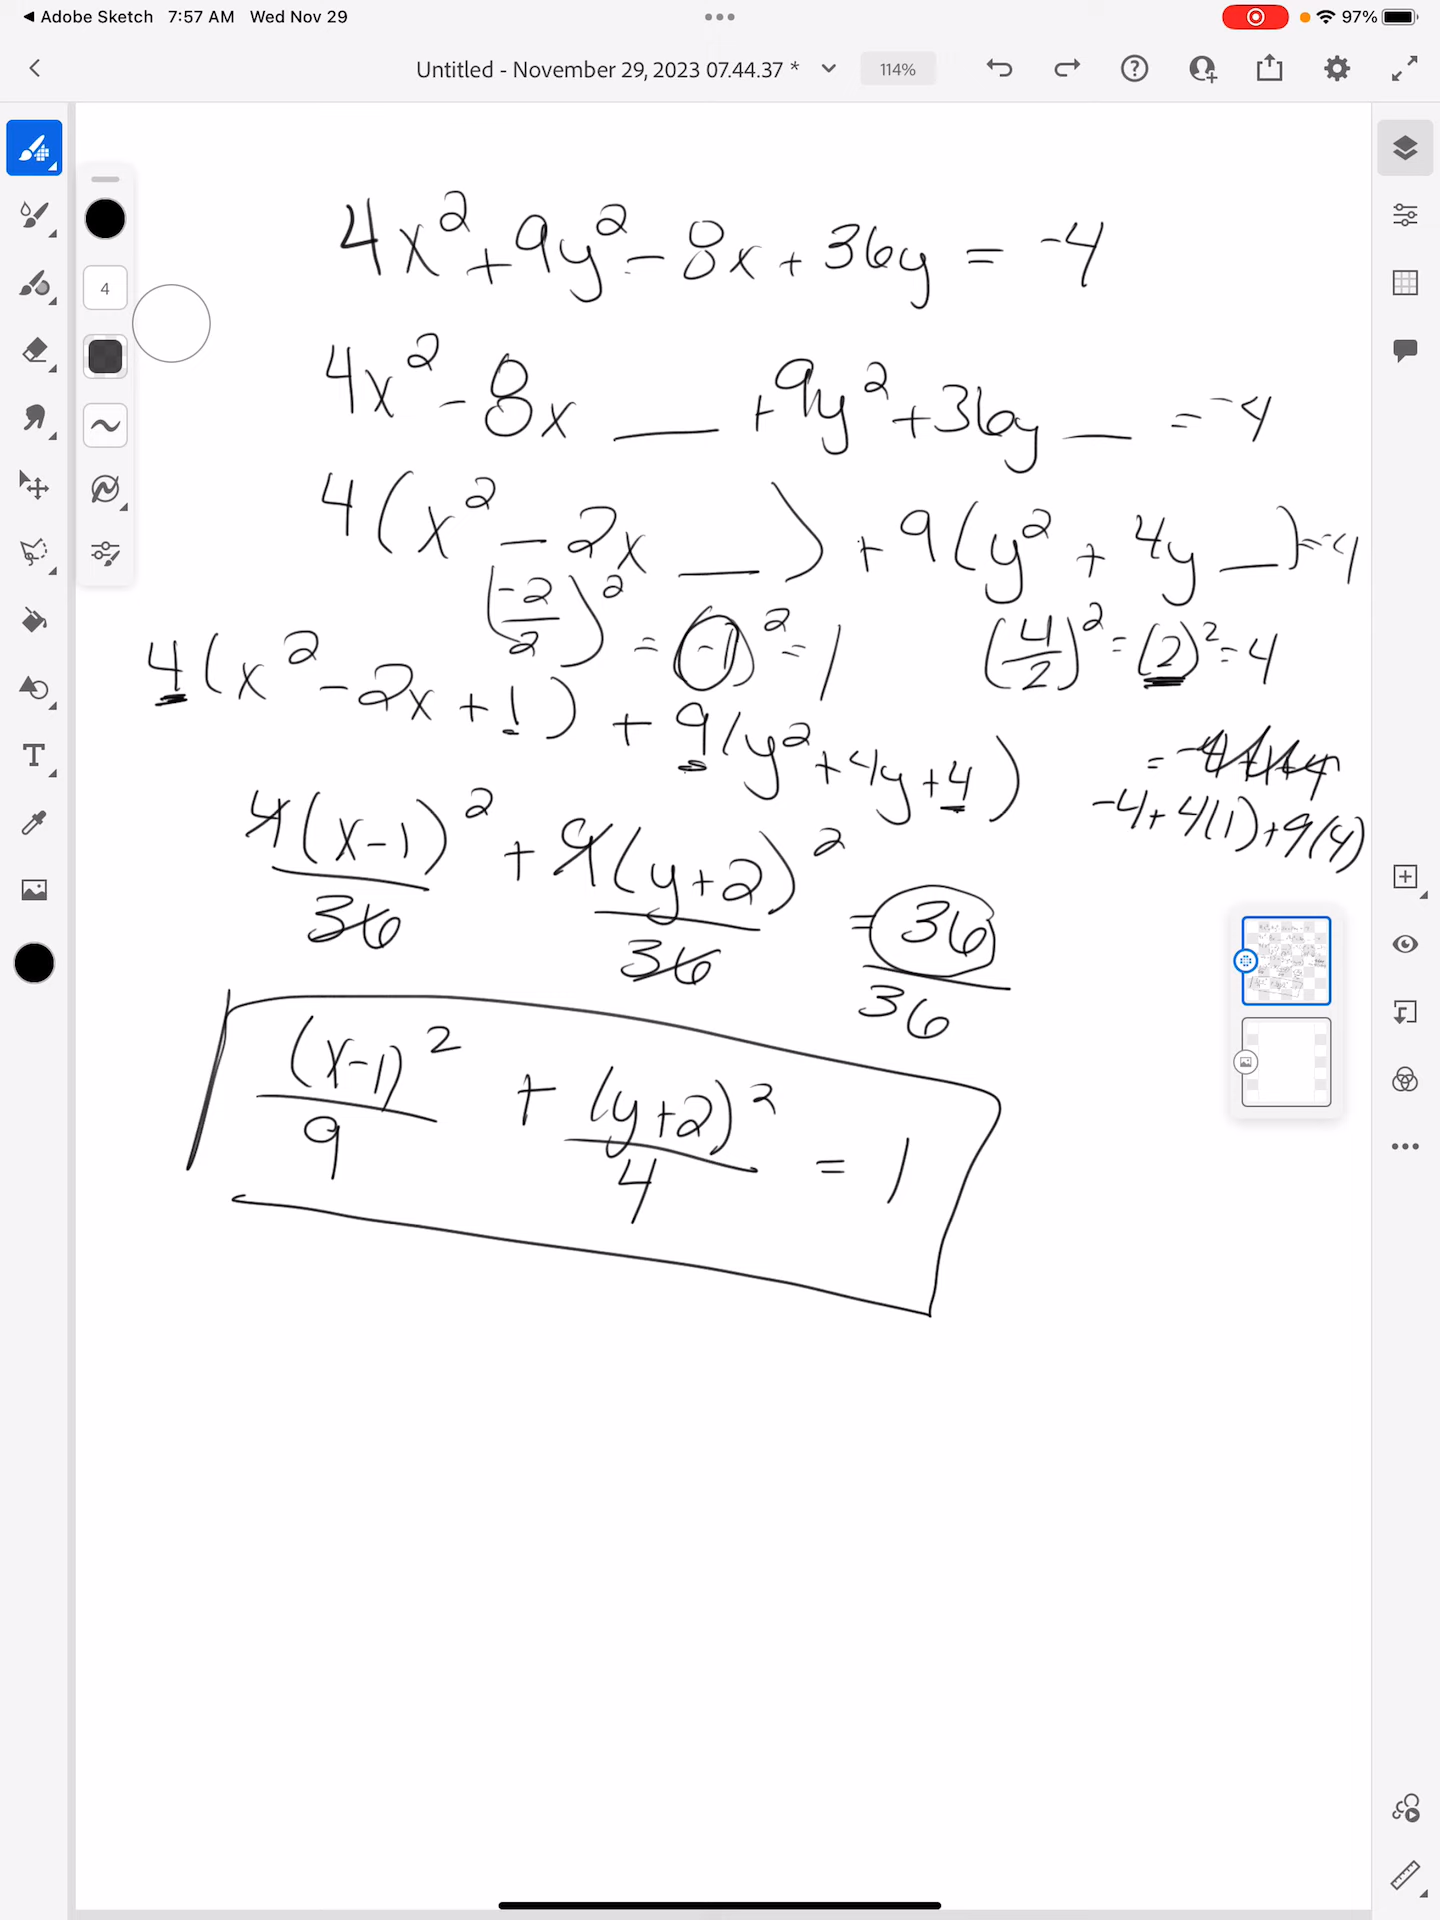 Adobe Sketch 7:57 AM Wed Nov 29 97%
Untitled - November 29, 2023 07.44.37 * 114%
4
T
4x² + 9y² - 8x + 36y = -4
4x² - 8x __ + 9y² + 36y __ = -4
4(x² - 2x __) + 9(y² + 4y __) = -4
(-2/2)² = (-1)² = 1 (4/2)² = (2)² = 4
4(x² - 2x + 1) + 9(y² + 4y + 4) =
-4 + 4(1) + 9(4)
4(x-1)²/36 + 9(y+2)²/36 = 36/36
(x-1)²/9 + (y+2)²/4 = 1